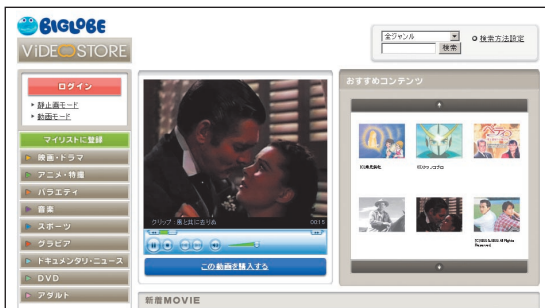 BIGLOBE
ViDEOSTORE
全ジャンル
検索
検索方法設定
ログイン
静止画モード
動画モード
マイリストに登録
映画・ドラマ
アニメ・特撮
バラエティ
音楽
スポーツ
グラビア
ドキュメンタリ・ニュース
DVD
アダルト
クリップ:風と共に去りぬ
00:15
この動画を購入する
おすすめコンテンツ
新着MOVIE